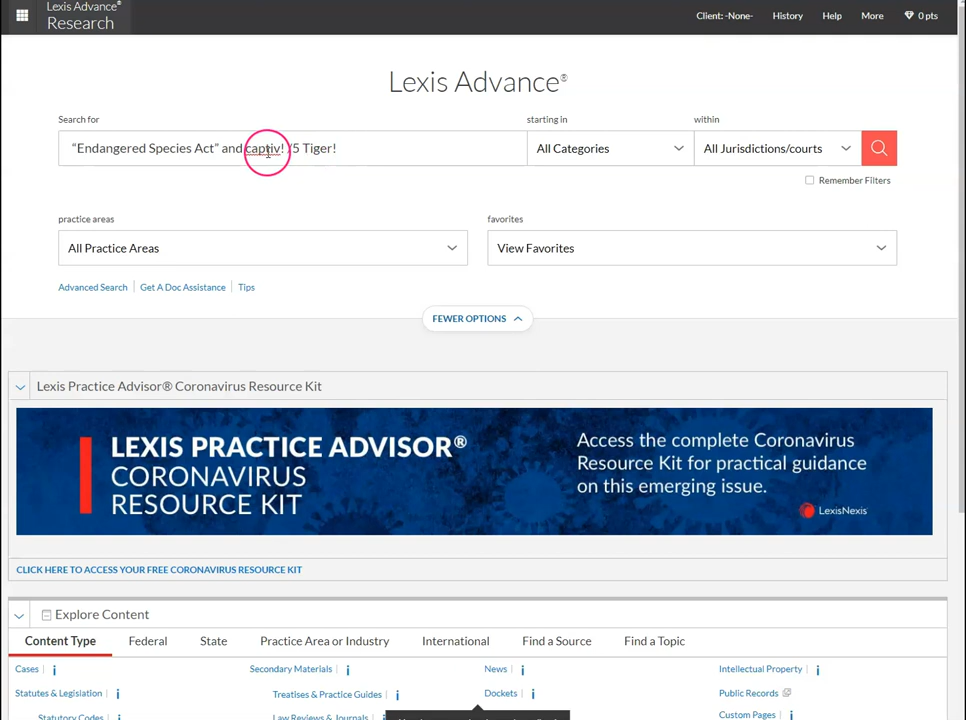 Lexis Advance®
Research
Client: -None-
History
Help
More
0 pts
Lexis Advance®
Search for
starting in
within
“Endangered Species Act” and captiv! /5 Tiger!
All Categories
All Jurisdictions/courts
Remember Filters
practice areas
favorites
All Practice Areas
View Favorites
Advanced Search
Get A Doc Assistance
Tips
FEWER OPTIONS
Lexis Practice Advisor® Coronavirus Resource Kit
LEXIS PRACTICE ADVISOR®
CORONAVIRUS
RESOURCE KIT
Access the complete Coronavirus
Resource Kit for practical guidance
on this emerging issue.
LexisNexis
CLICK HERE TO ACCESS YOUR FREE CORONAVIRUS RESOURCE KIT
Explore Content
Content Type
Federal
State
Practice Area or Industry
International
Find a Source
Find a Topic
Cases
Secondary Materials
News
Intellectual Property
Statutes & Legislation
Treatises & Practice Guides
Dockets
Public Records
Statutory Codes
Law Reviews & Journals
Custom Pages